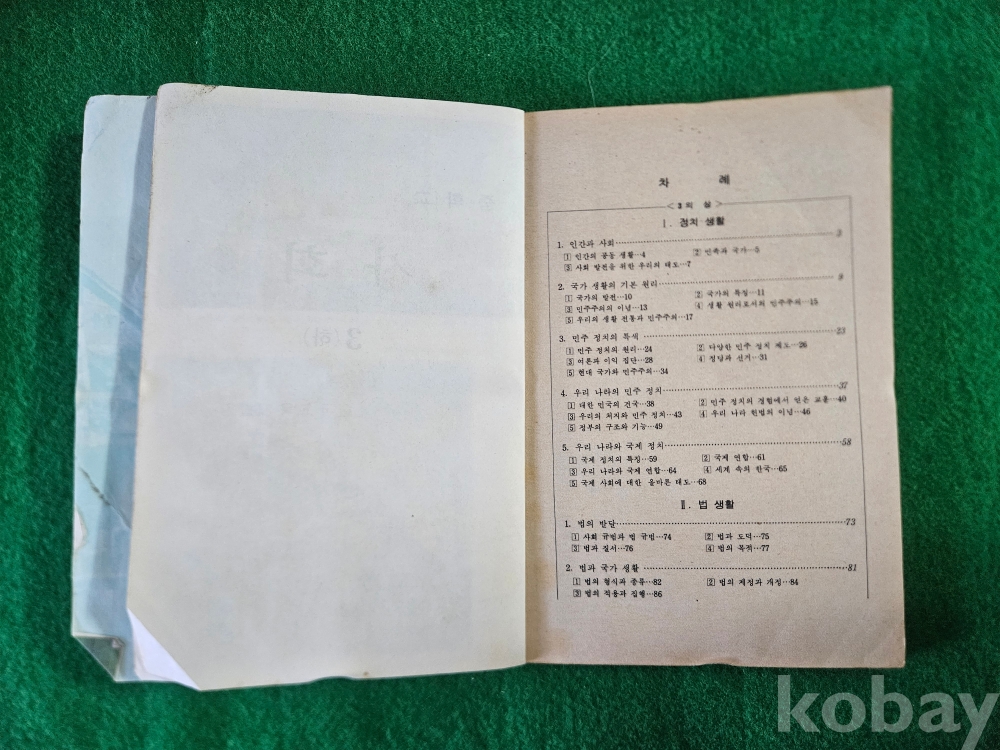 차 례
< 3 의 상 >
Ⅰ. 정치 생활
1. 인간과 사회 3
1 인간의 공동 생활…4 2 민족과 국가…5
3 사회 발전을 위한 우리의 태도…7
2. 국가 생활의 기본 원리 9
1 국가의 발전…10 2 국가의 특징…11
3 민주주의의 이념…13 4 생활 원리로서의 민주주의…15
5 우리의 생활 전통과 민주주의…17
3. 민주 정치의 특색 23
1 민주 정치의 원리…24 2 다양한 민주 정치 제도…26
3 여론과 이익 집단…28 4 정당과 선거…31
5 현대 국가와 민주주의…34
4. 우리 나라의 민주 정치 37
1 대한 민국의 건국…38 2 민주 정치의 경험에서 얻은 교훈…40
3 우리의 처지와 민주 정치…43 4 우리 나라 헌법의 이념…46
5 정부의 구조와 기능…49
5. 우리 나라와 국제 정치 58
1 국제 정치의 특징…59 2 국제 연합…61
3 우리 나라와 국제 연합…64 4 세계 속의 한국…65
5 국제 사회에 대한 올바른 태도…68
Ⅱ. 법 생활
1. 법의 발달 73
1 사회 규범과 법 규범…74 2 법과 도덕…75
3 법과 질서…76 4 법의 목적…77
2. 법과 국가 생활 81
1 법의 형식과 종류…82 2 법의 제정과 개정…84
3 법의 적용과 집행…86
kobay